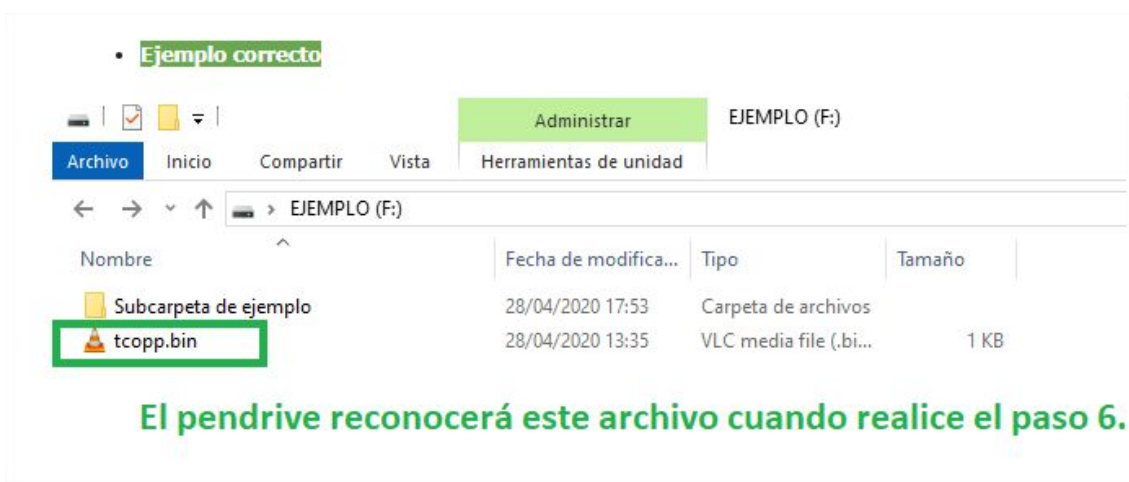 • Ejemplo correcto
Administrar EJEMPLO (F:)
Archivo Inicio Compartir Vista Herramientas de unidad
EJEMPLO (F:)
Nombre Fecha de modifica... Tipo Tamaño
Subcarpeta de ejemplo 28/04/2020 17:53 Carpeta de archivos
tcopp.bin 28/04/2020 13:35 VLC media file (.bi... 1 KB
El pendrive reconocerá este archivo cuando realice el paso 6.